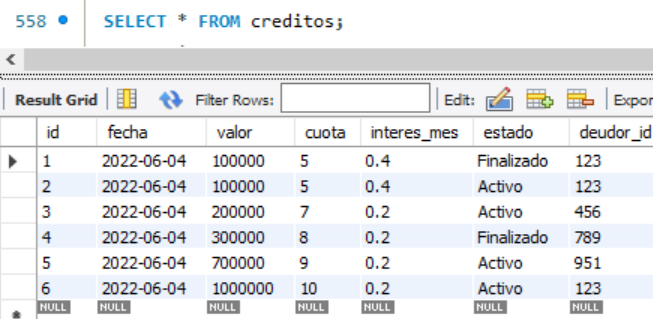 558 SELECT * FROM creditos;
Result Grid Filter Rows: Edit: Expor
id fecha valor cuota interes_mes estado deudor_id
1 2022-06-04 100000 5 0.4 Finalizado 123
2 2022-06-04 100000 5 0.4 Activo 123
3 2022-06-04 200000 7 0.2 Activo 456
4 2022-06-04 300000 8 0.2 Finalizado 789
5 2022-06-04 700000 9 0.2 Activo 951
6 2022-06-04 1000000 10 0.2 Activo 123
NULL NULL NULL NULL NULL NULL NULL